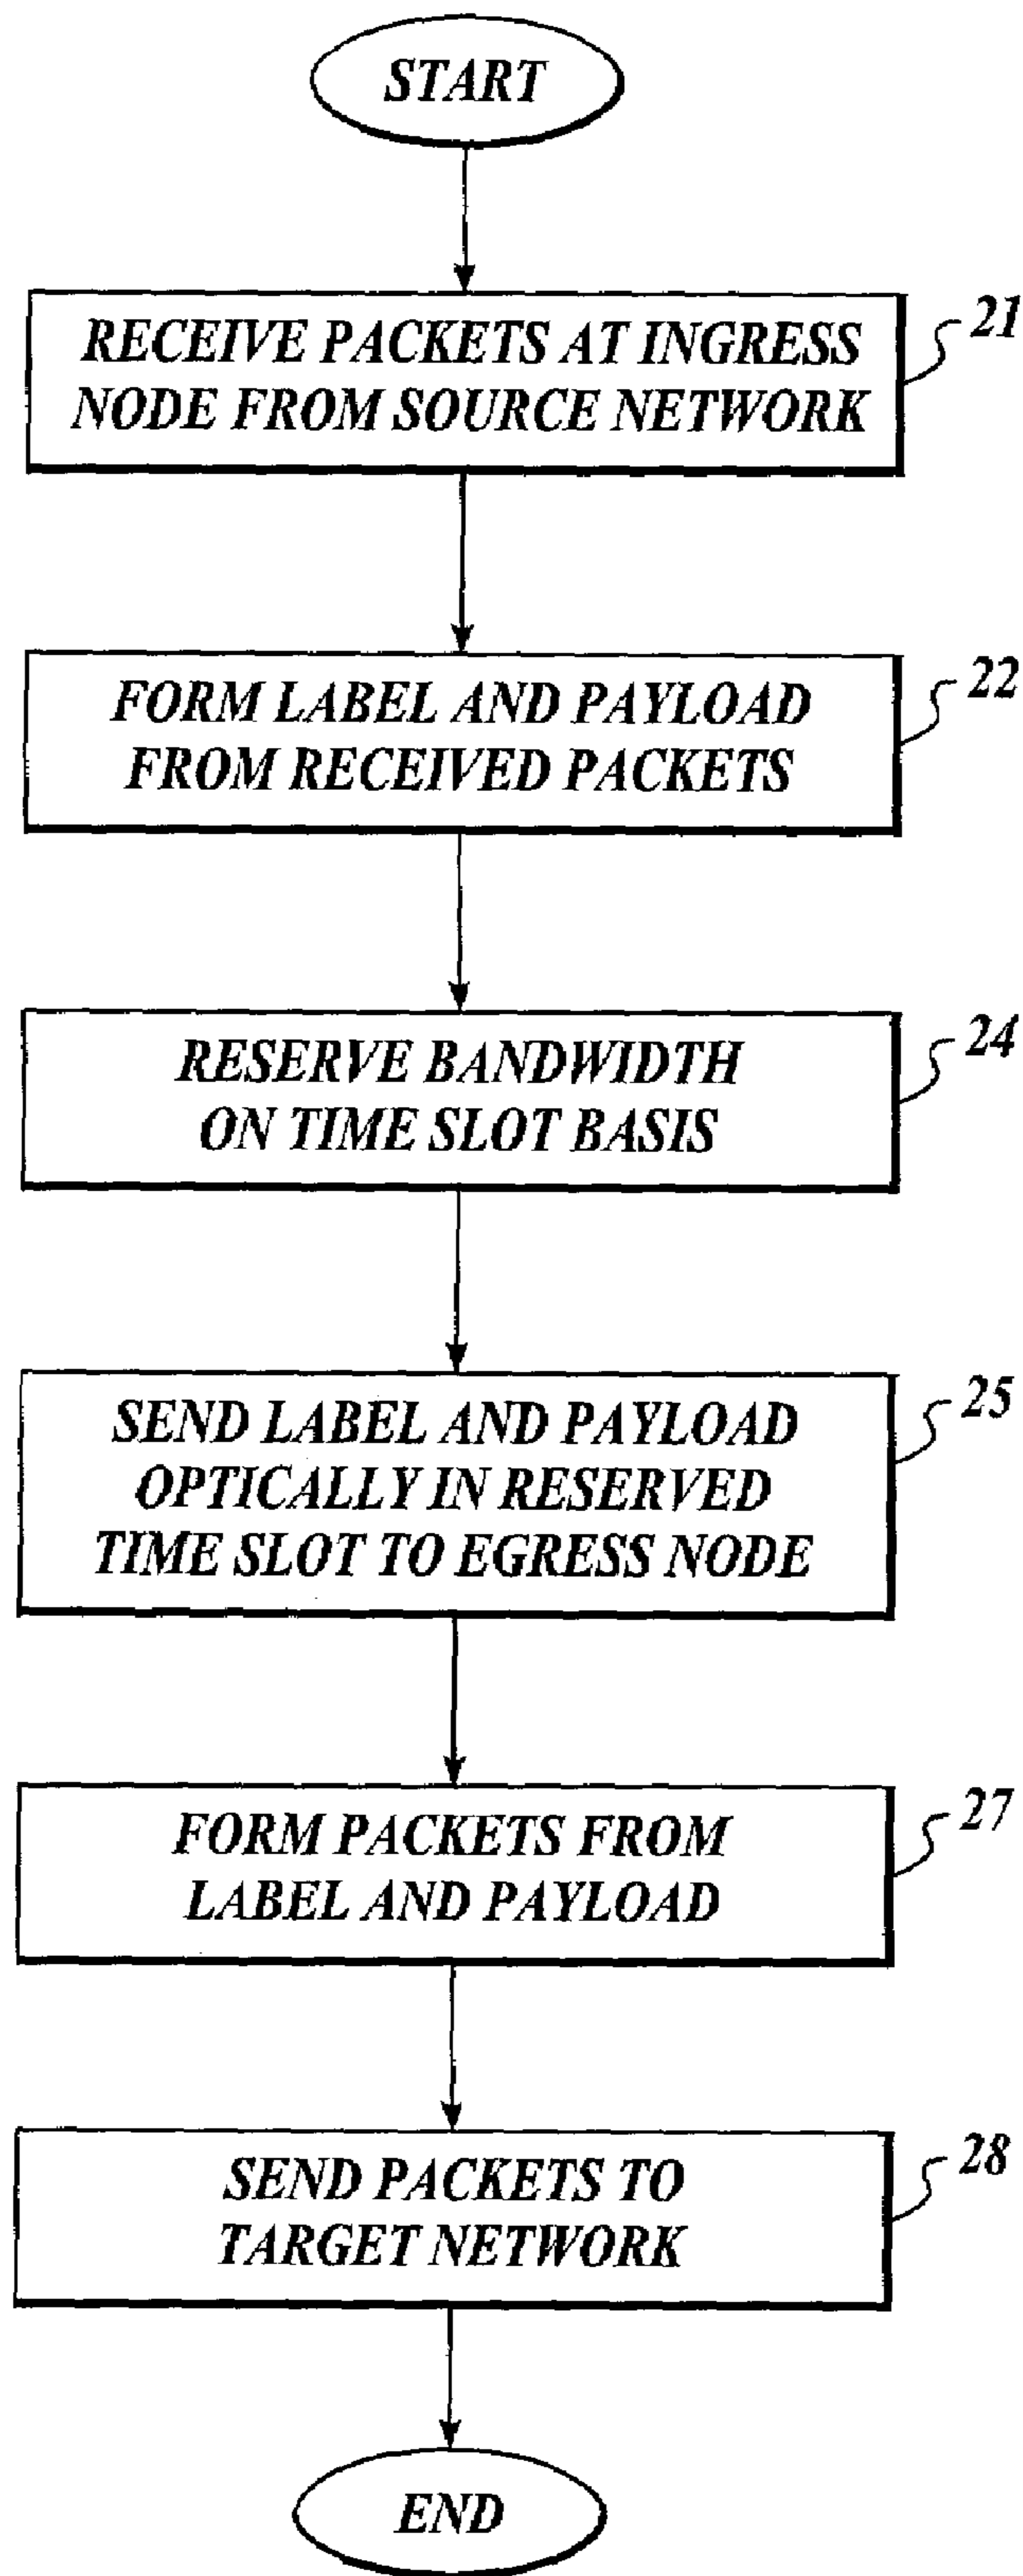 START
RECEIVE PACKETS AT INGRESS
NODE FROM SOURCE NETWORK
21
FORM LABEL AND PAYLOAD
FROM RECEIVED PACKETS
22
RESERVE BANDWIDTH
ON TIME SLOT BASIS
24
SEND LABEL AND PAYLOAD
OPTICALLY IN RESERVED
TIME SLOT TO EGRESS NODE
25
FORM PACKETS FROM
LABEL AND PAYLOAD
27
SEND PACKETS TO
TARGET NETWORK
28
END